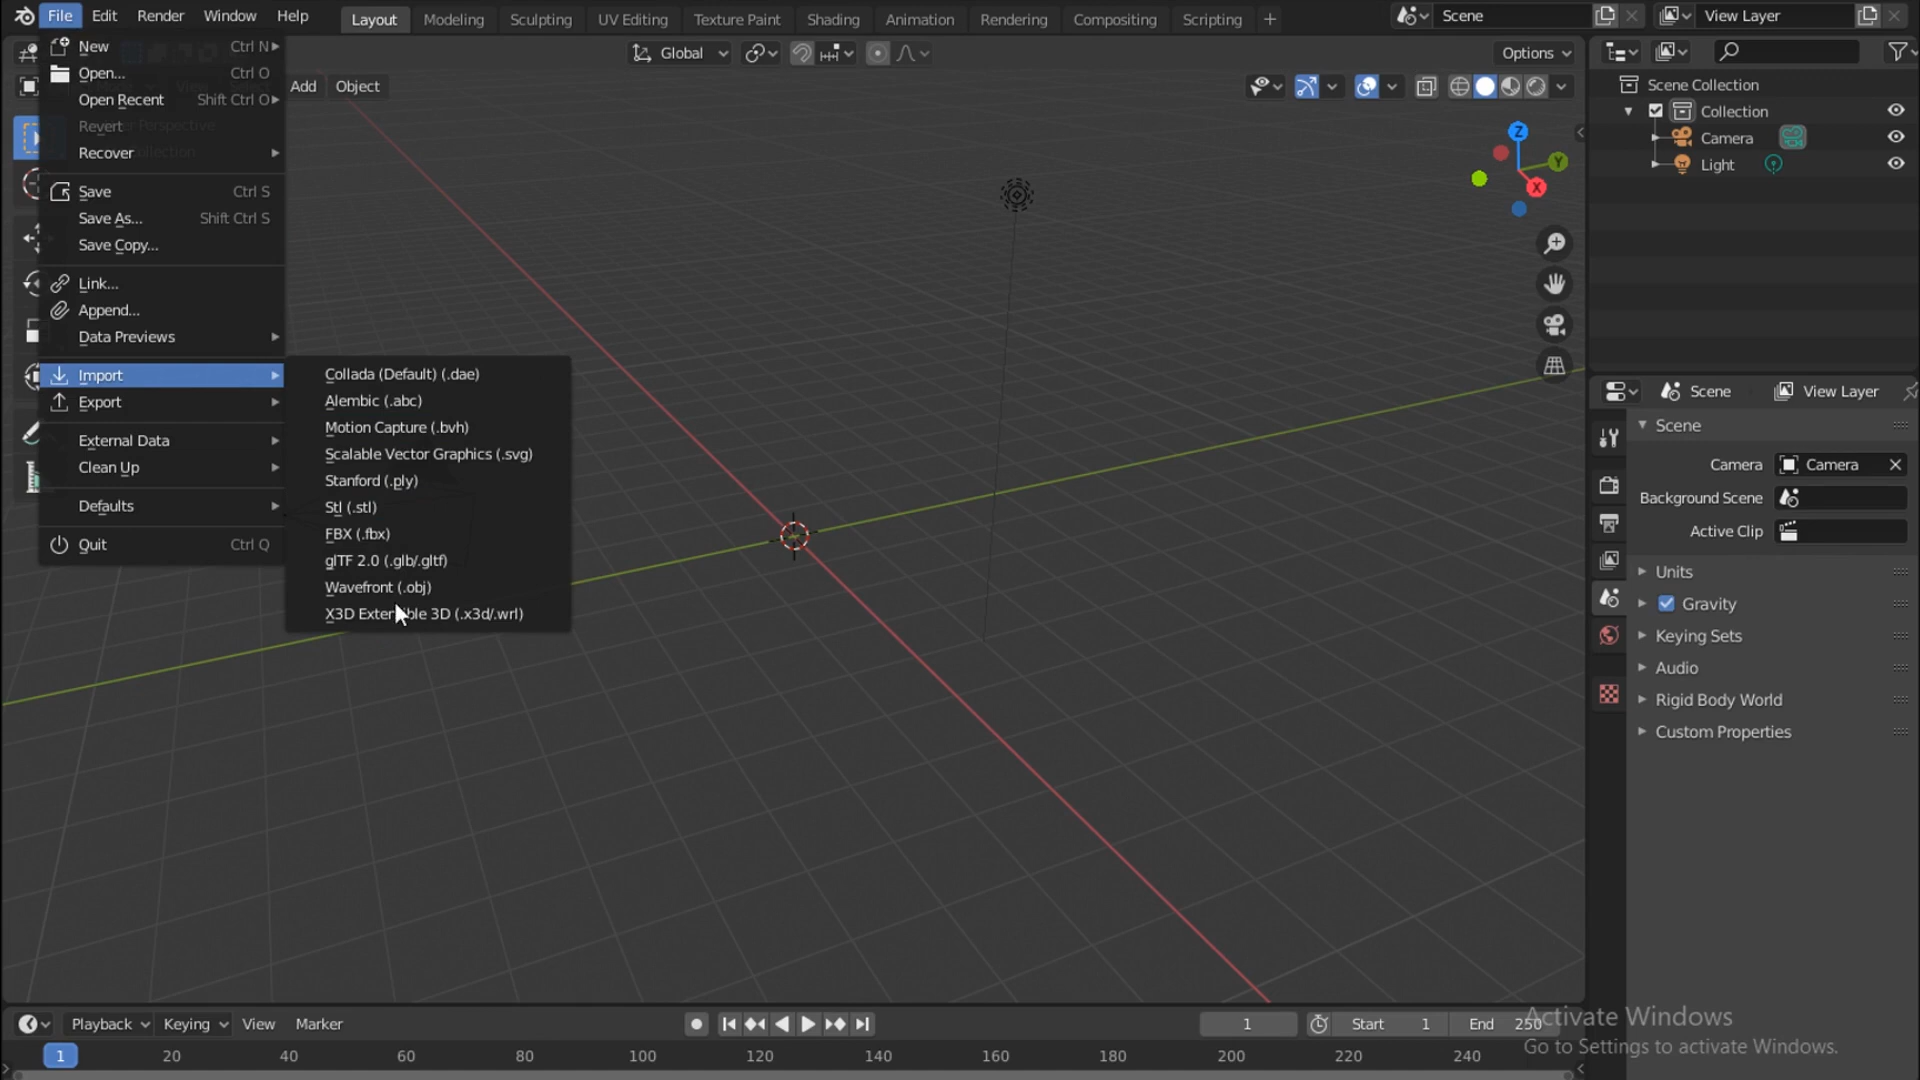 File Edit Render Window Help Layout Modeling Sculpting UV Editing Texture Paint Shading Animation Rendering Compositing Scripting + Scene View Layer
Global Options
Add Object
New Ctrl N
Open... Ctrl O
Open Recent Shift Ctrl O
Revert
Recover
Save Ctrl S
Save As... Shift Ctrl S
Save Copy...
Link...
Append...
Data Previews
Import
Export
External Data
Clean Up
Defaults
Quit Ctrl Q
Collada (Default) (.dae)
Alembic (.abc)
Motion Capture (.bvh)
Scalable Vector Graphics (.svg)
Stanford (.ply)
Stl (.stl)
FBX (.fbx)
glTF 2.0 (.glb/.gltf)
Wavefront (.obj)
X3D Extensible 3D (.x3d/.wrl)
Z
Y
X
Scene Collection
Collection
Camera
Light
Scene View Layer
Scene
Camera Camera
Background Scene
Active Clip
Units
Gravity
Keying Sets
Audio
Rigid Body World
Custom Properties
Playback Keying View Marker 1 Start 1 End 250
1 20 40 60 80 100 120 140 160 180 200 220 240
Activate Windows
Go to Settings to activate Windows.